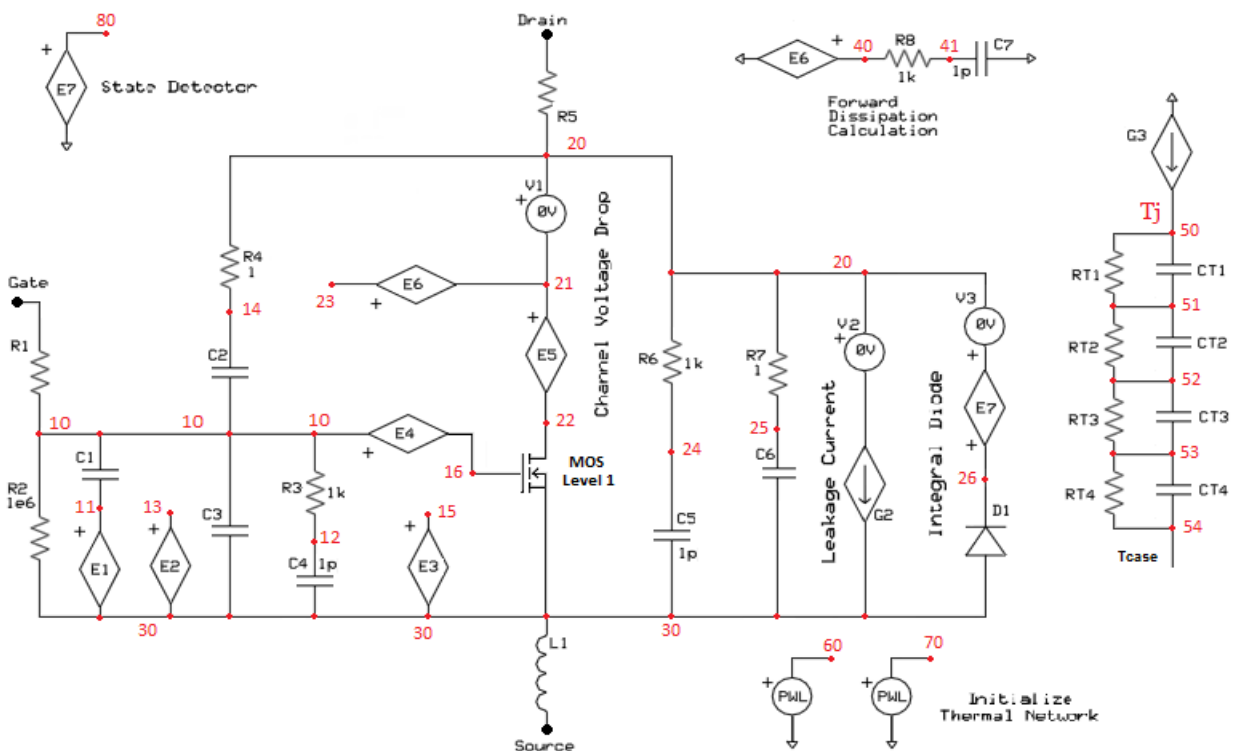 80
+
E7
State Detector
Drain
R5
20
E6
+
40
R8
1k
41
C7
1p
Forward
Dissipation
Calculation
G3
Tj
50
RT1
CT1
51
RT2
CT2
52
RT3
CT3
53
RT4
CT4
54
Tcase
V1
+
0V
Channel Voltage Drop
R4
1
14
C2
23
+
E6
21
+
E5
22
Gate
R1
10
10
10
E4
+
16
MOS
Level 1
R2
1e6
C1
11
+
E1
13
+
E2
C3
R3
1k
12
C4
1p
15
+
E3
30
30
30
L1
Source
20
R6
1k
24
C5
1p
R7
1
25
C6
V2
+
0V
Leakage Current
G2
V3
0V
+
E7
+
Integral Diode
26
D1
60
+
PWL
70
+
PWL
Initialize
Thermal Network